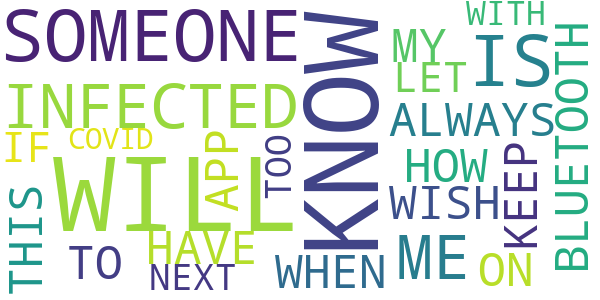 SOMEONE
KNOW
WITH
MY
IS
BLUETOOTH
LET
INFECTED
ALWAYS
IF
COVID
WILL
APP
TOO
HOW
KEEP
THIS
WISH
TO
HAVE
NEXT
WHEN
ME
ON